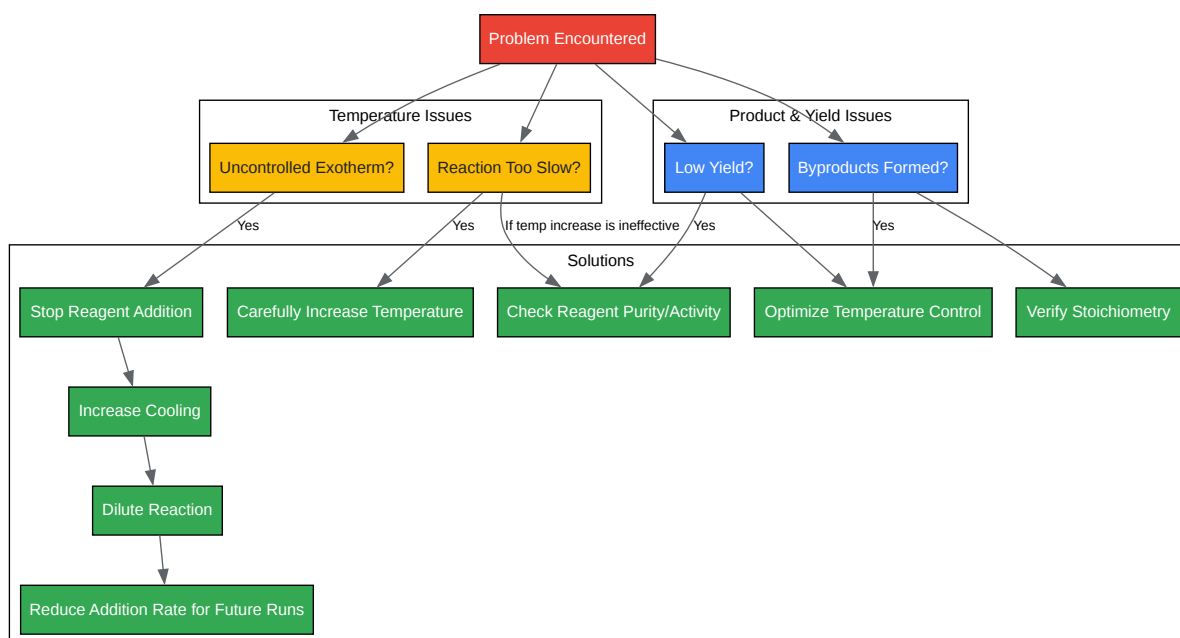 Problem Encountered
Temperature Issues
Product & Yield Issues
Uncontrolled Exotherm?
Reaction Too Slow?
Low Yield?
Byproducts Formed?
Yes
Yes
If temp increase is ineffective
Yes
Yes
Solutions
Stop Reagent Addition
Carefully Increase Temperature
Check Reagent Purity/Activity
Optimize Temperature Control
Verify Stoichiometry
Increase Cooling
Dilute Reaction
Reduce Addition Rate for Future Runs